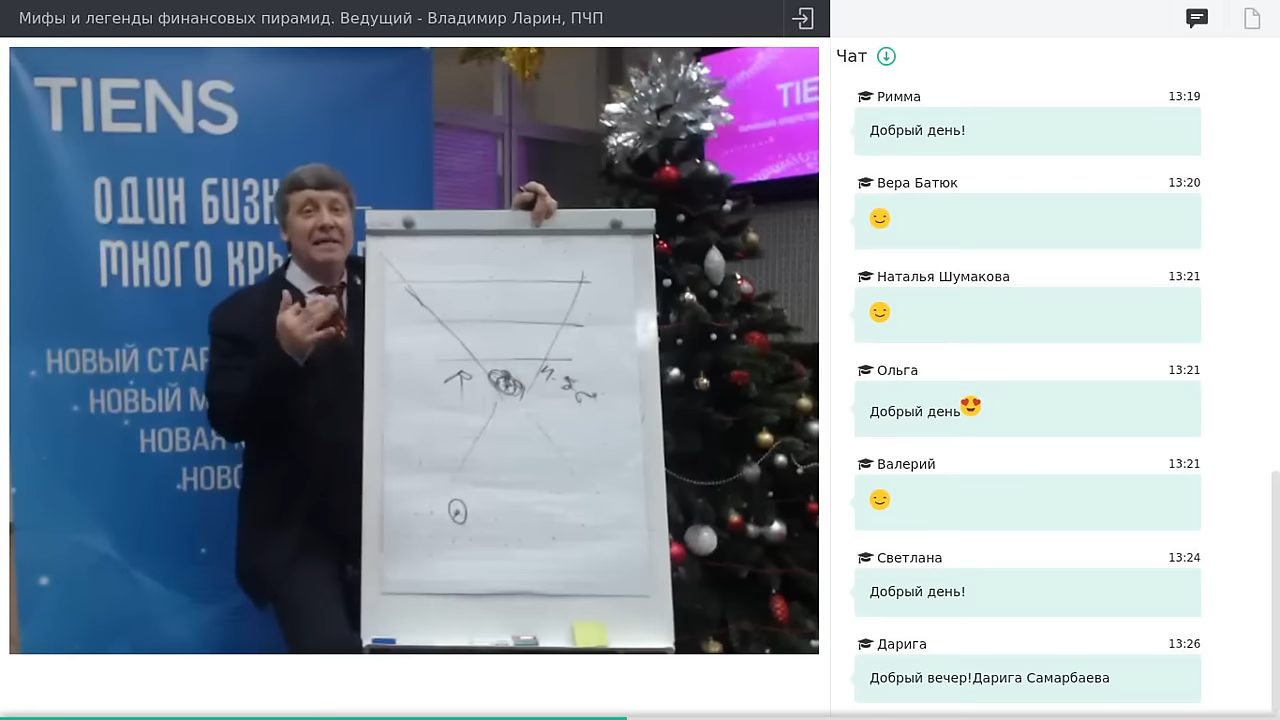 Мифы и легенды финансовых пирамид. Ведущий - Владимир Ларин, ПЧП
TIENS
ОДИН БИЗН
МНОГО КРЫ
НОВЫЙ СТАР
НОВЫЙ М
НОВАЯ
НОВО
TIE
Чат
Римма 13:19
Добрый день!
Вера Батюк 13:20
Наталья Шумакова 13:21
Ольга 13:21
Добрый день
Валерий 13:21
Светлана 13:24
Добрый день!
Дарига 13:26
Добрый вечер!Дарига Самарбаева